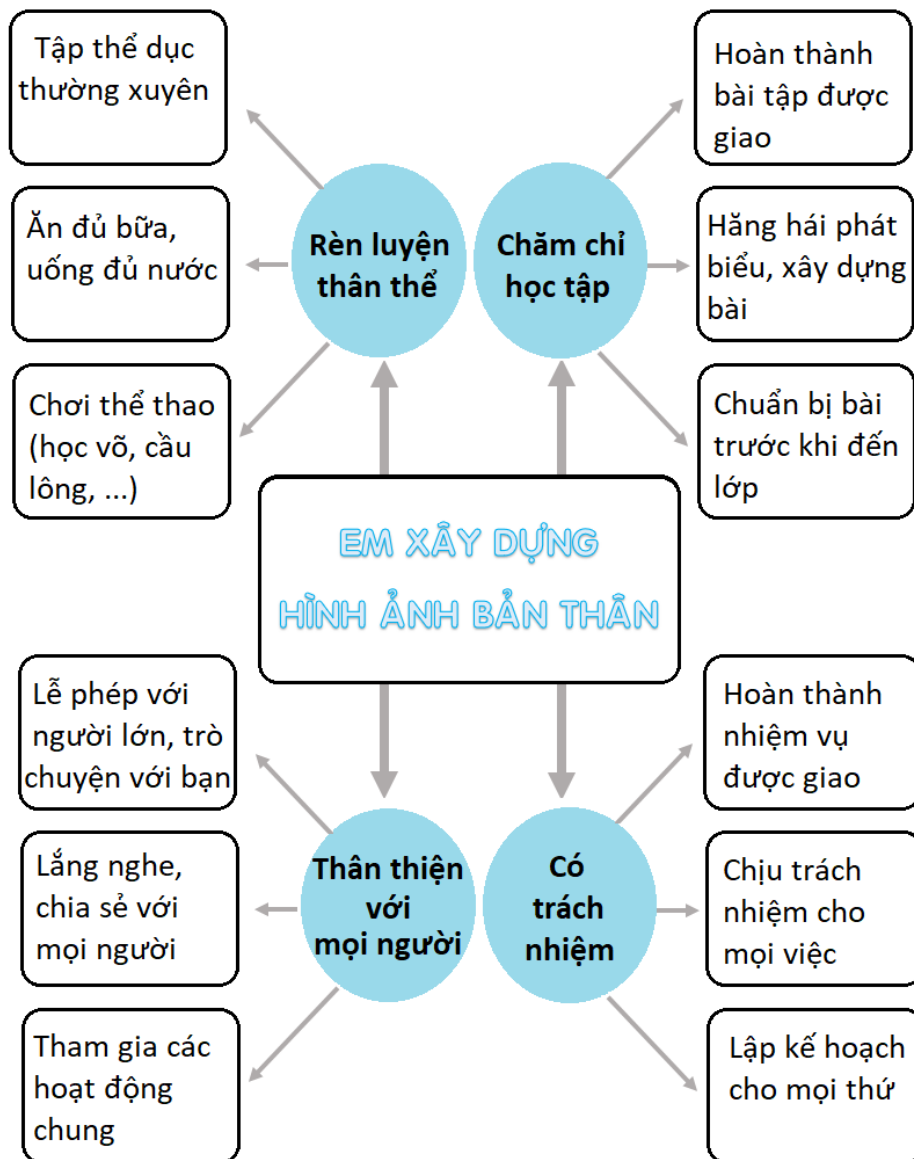 Tập thể dục
thường xuyên
Ăn đủ bữa,
uống đủ nước
Chơi thể thao
(học võ, cầu
lông, ...)
Rèn luyện
thân thể
Chăm chỉ
học tập
Hoàn thành
bài tập được
giao
Hăng hái phát
biểu, xây dựng
bài
Chuẩn bị bài
trước khi đến
lớp
EM XÂY DỰNG
HÌNH ẢNH BẢN THÂN
Lễ phép với
người lớn, trò
chuyện với bạn
Lắng nghe,
chia sẻ với
mọi người
Tham gia các
hoạt động
chung
Thân thiện
với
mọi người
Có
trách
nhiệm
Hoàn thành
nhiệm vụ
được giao
Chịu trách
nhiệm cho
mọi việc
Lập kế hoạch
cho mọi thứ